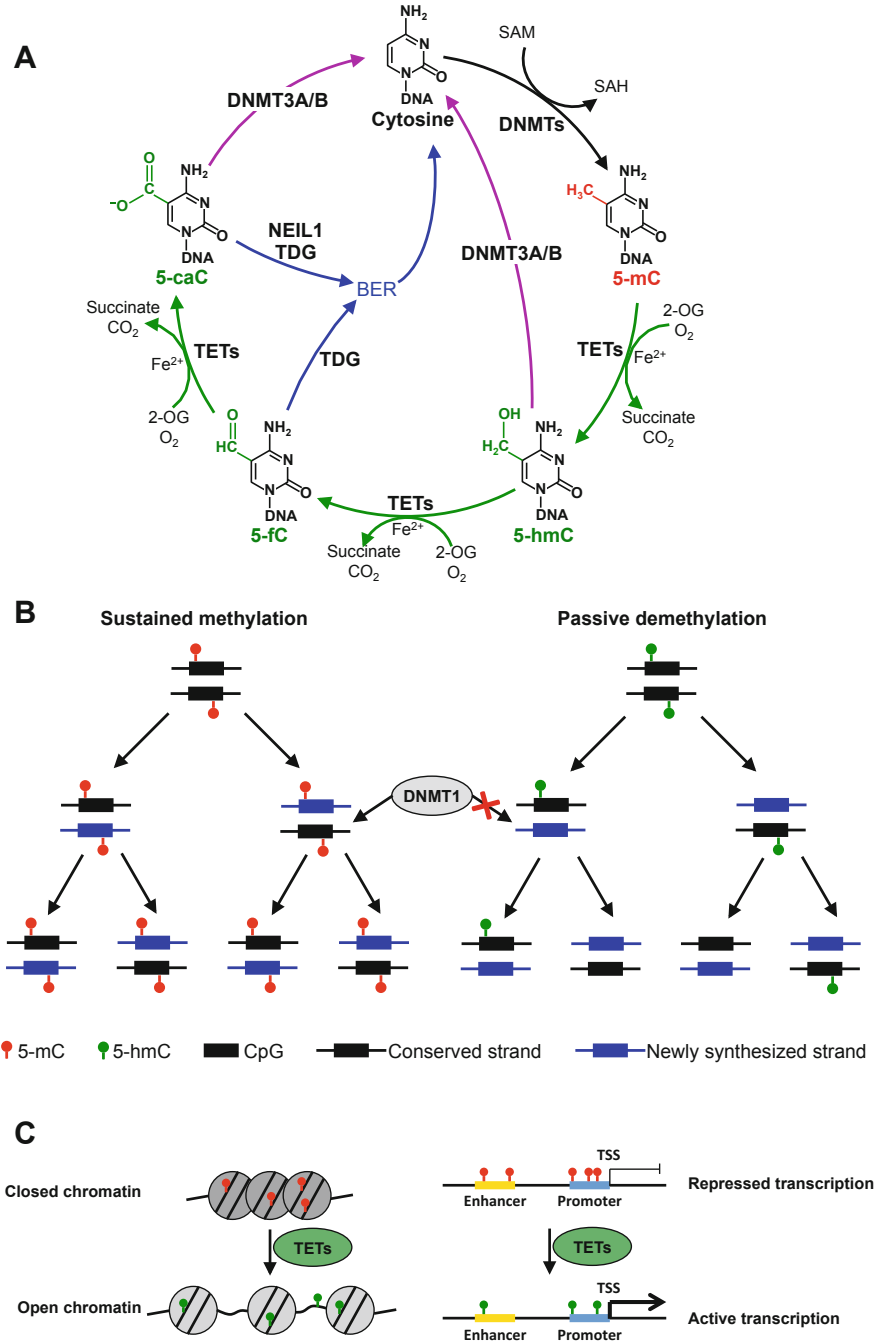 A
NH₂
N
N
O
DNA
Cytosine
SAM
SAH
DNMTs
DNMT3A/B
O
C
⁻O
NH₂
N
N
O
DNA
5-caC
NEIL1
TDG
BER
DNMT3A/B
H₃C
NH₂
N
N
O
DNA
5-mC
Succinate
CO₂
TETs
Fe²⁺
2-OG
O₂
TDG
2-OG
O₂
TETs
Fe²⁺
Succinate
CO₂
O
HC
NH₂
N
N
O
DNA
5-fC
OH
H₂C
NH₂
N
N
O
DNA
5-hmC
TETs
Fe²⁺
Succinate
CO₂
2-OG
O₂
B
Sustained methylation
Passive demethylation
DNMT1
5-mC
5-hmC
CpG
Conserved strand
Newly synthesized strand
C
Closed chromatin
TETs
Open chromatin
TSS
Enhancer
Promoter
Repressed transcription
TETs
TSS
Enhancer
Promoter
Active transcription